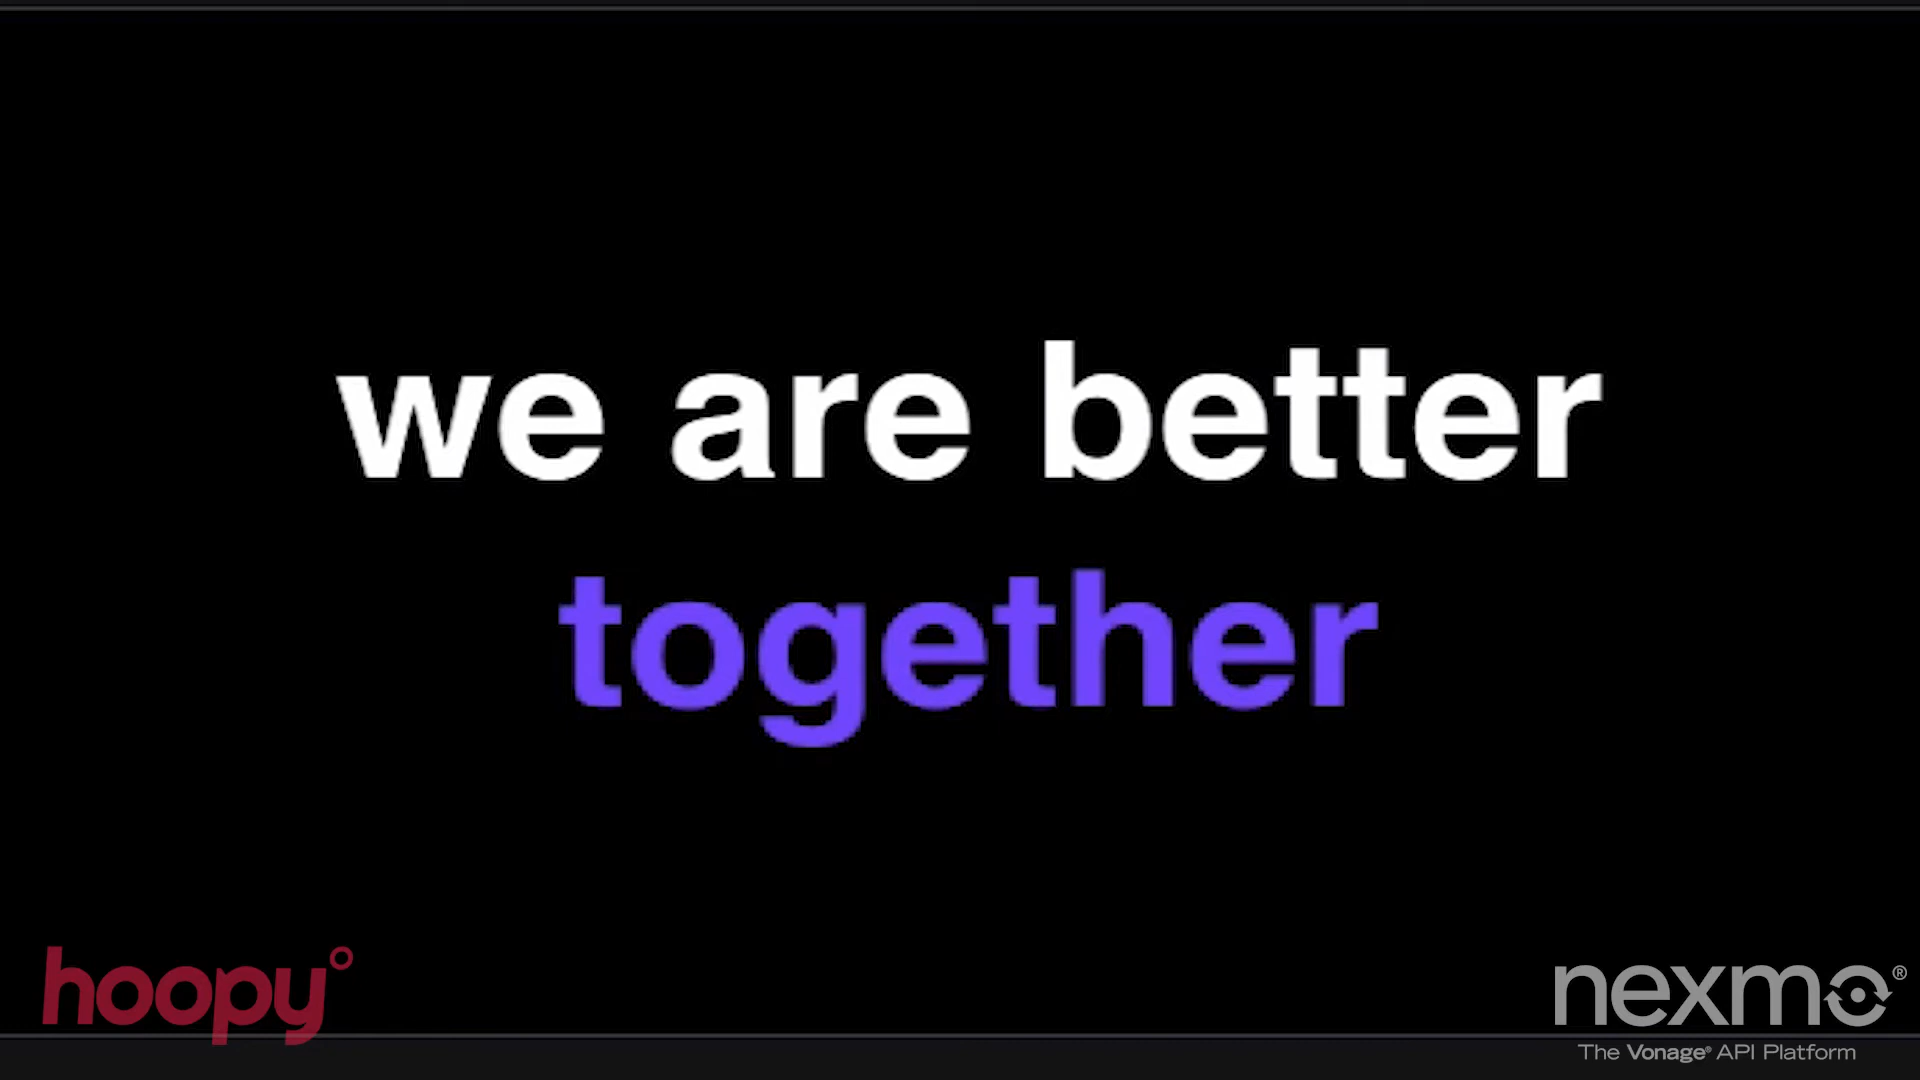 we are better
together
hoopy°
nexmo®
The Vonage® API Platform